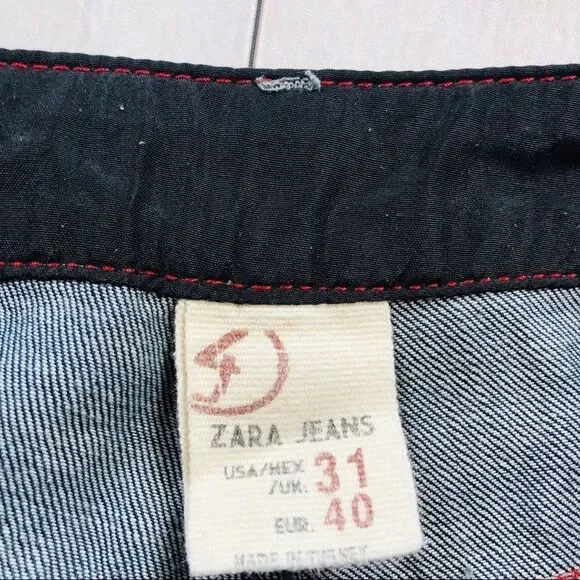 ZARA JEANS
USA/MEX
/UK. 31
EUR. 40
MADE IN TURKEY